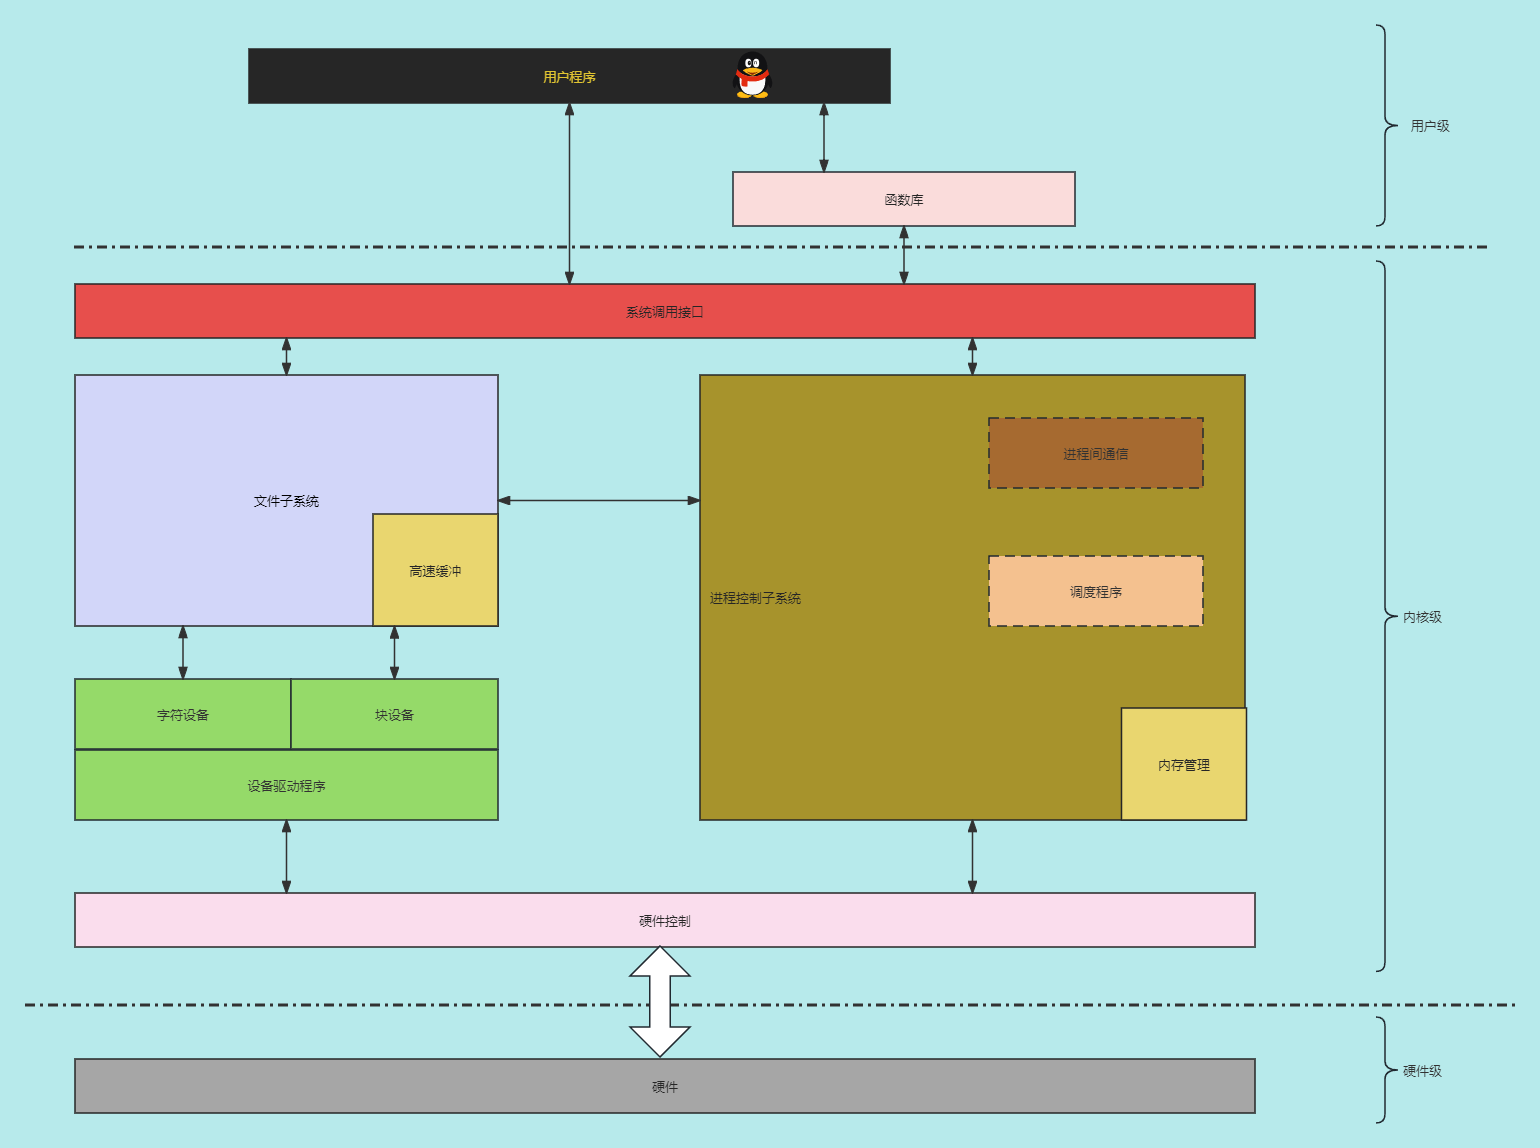 用户程序
用户级
函数库
系统调用接口
进程间通信
文件子系统
高速缓冲
调度程序
进程控制子系统
内核级
字符设备
块设备
内存管理
设备驱动程序
硬件控制
硬件级
硬件